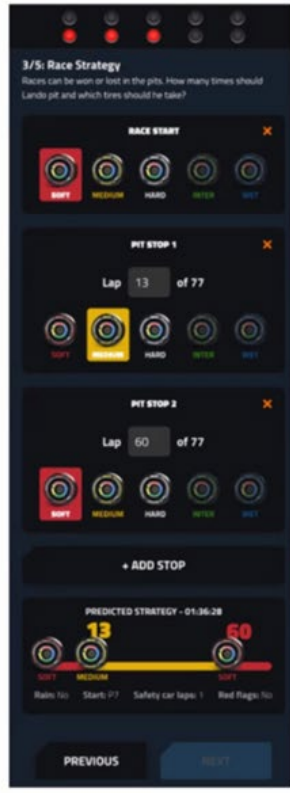 3/5: Race Strategy
Races can be won or lost in the pits. How many times should
Lando pit and which tires should he take?
RACE START ×
SOFT MEDIUM HARD INTER WET
PIT STOP 1 ×
Lap 13 of 77
SOFT MEDIUM HARD INTER WET
PIT STOP 2 ×
Lap 60 of 77
SOFT MEDIUM HARD INTER WET
+ ADD STOP
PREDICTED STRATEGY - 01:36:28
13 60
SOFT MEDIUM SOFT
Rain: No Start: P7 Safety car laps: 1 Red flags: No
PREVIOUS NEXT